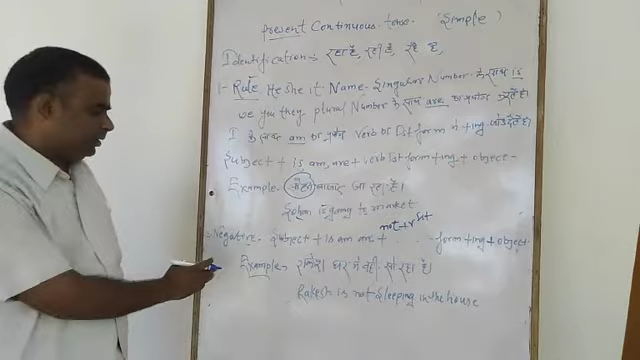 present Continuous tense. (Simple)
Identification:- रहा है, रही है, रहे है,
1- Rule He she it Name- Singular Number- के साथ is
we you they plural Number के साथ are का प्रयोग करते है।
I के साथ am का प्रयोग verb की Ist form में +ing जोड़ देते है।
Subject + is am, are + verb Ist form +ing + object-
Example- सोहन बाजार जा रहा है।
Sohan is going to market.
Negative- Subject + is am are + not + v Ist form +ing + object
Example- राकेश घर में नही सो रहा है।
Rakesh is not Sleeping in the house